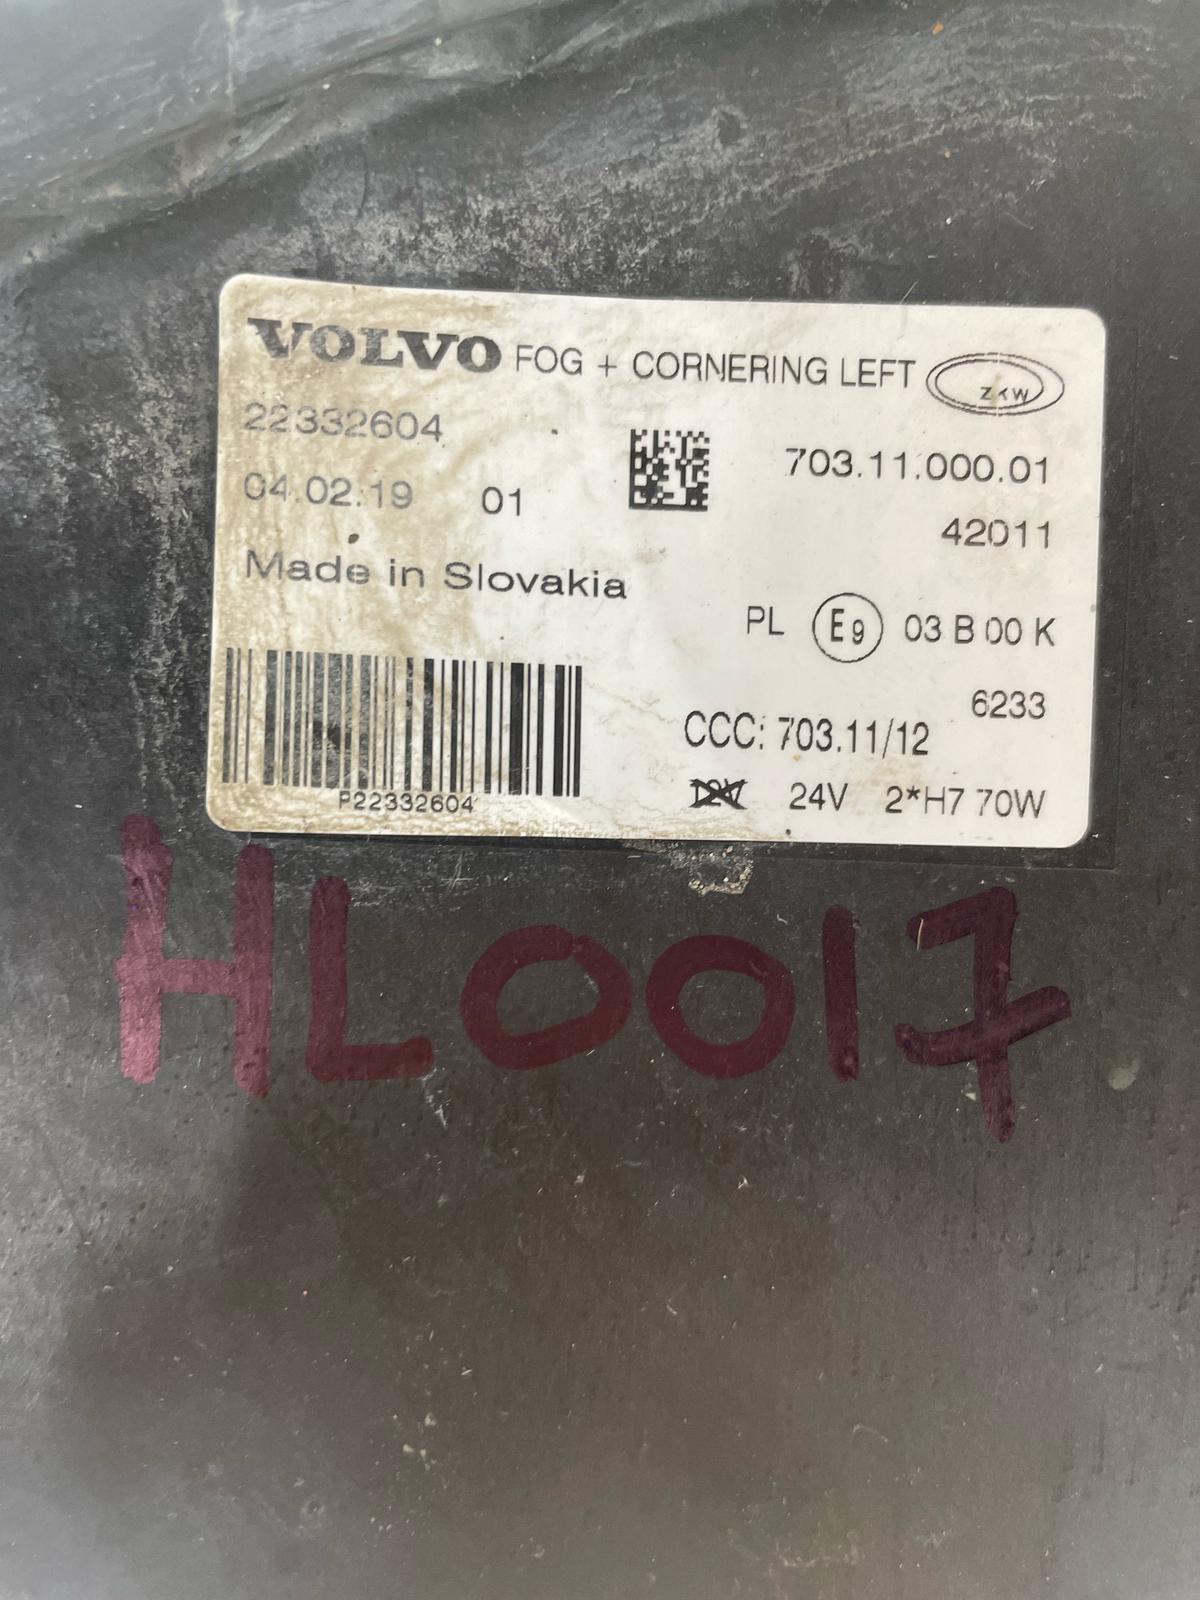 VOLVO FOG + CORNERING LEFT ZKW
22332604
703.11.000.01
04.02.19 01
42011
Made in Slovakia
PL E9 03 B 00 K
6233
CCC: 703.11/12
12V 24V 2*H7 70W
P22332604
HL0017